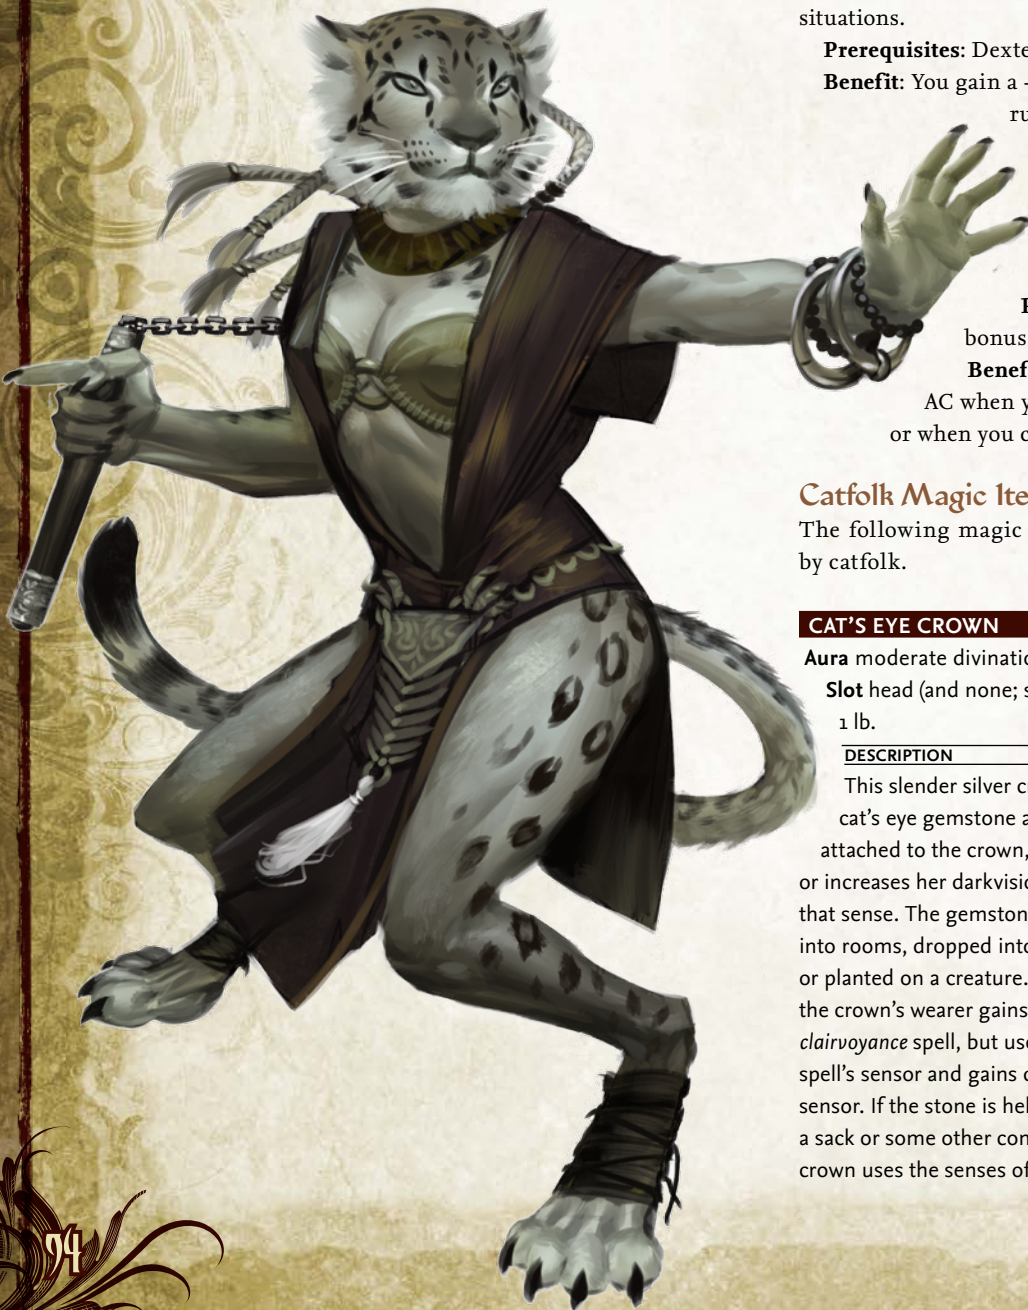 situations.
Prerequisites: Dexte
Benefit: You gain a
ru
bonus
Benef
AC when y
or when you c
Catfolk Magic Ite
The following magic
by catfolk.
CAT'S EYE CROWN
Aura moderate divinatio
Slot head (and none; s
1 lb.
DESCRIPTION
This slender silver c
cat's eye gemstone a
attached to the crown,
or increases her darkvisio
that sense. The gemston
into rooms, dropped into
or planted on a creature.
the crown's wearer gains
clairvoyance spell, but use
spell's sensor and gains
sensor. If the stone is hel
a sack or some other con
crown uses the senses of
94